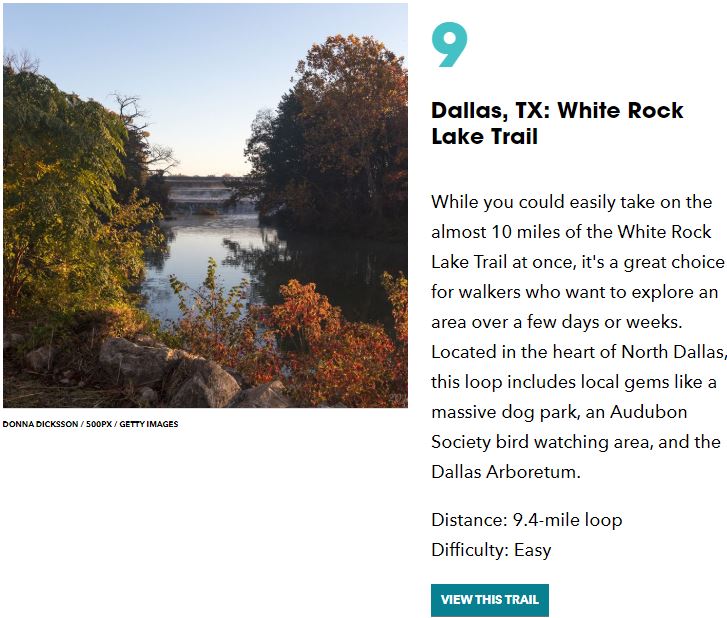 9
Dallas, TX: White Rock
Lake Trail
While you could easily take on the
almost 10 miles of the White Rock
Lake Trail at once, it's a great choice
for walkers who want to explore an
area over a few days or weeks.
Located in the heart of North Dallas,
this loop includes local gems like a
massive dog park, an Audubon
Society bird watching area, and the
Dallas Arboretum.
Distance: 9.4-mile loop
Difficulty: Easy
VIEW THIS TRAIL
DONNA DICKSSON / 500PX / GETTY IMAGES